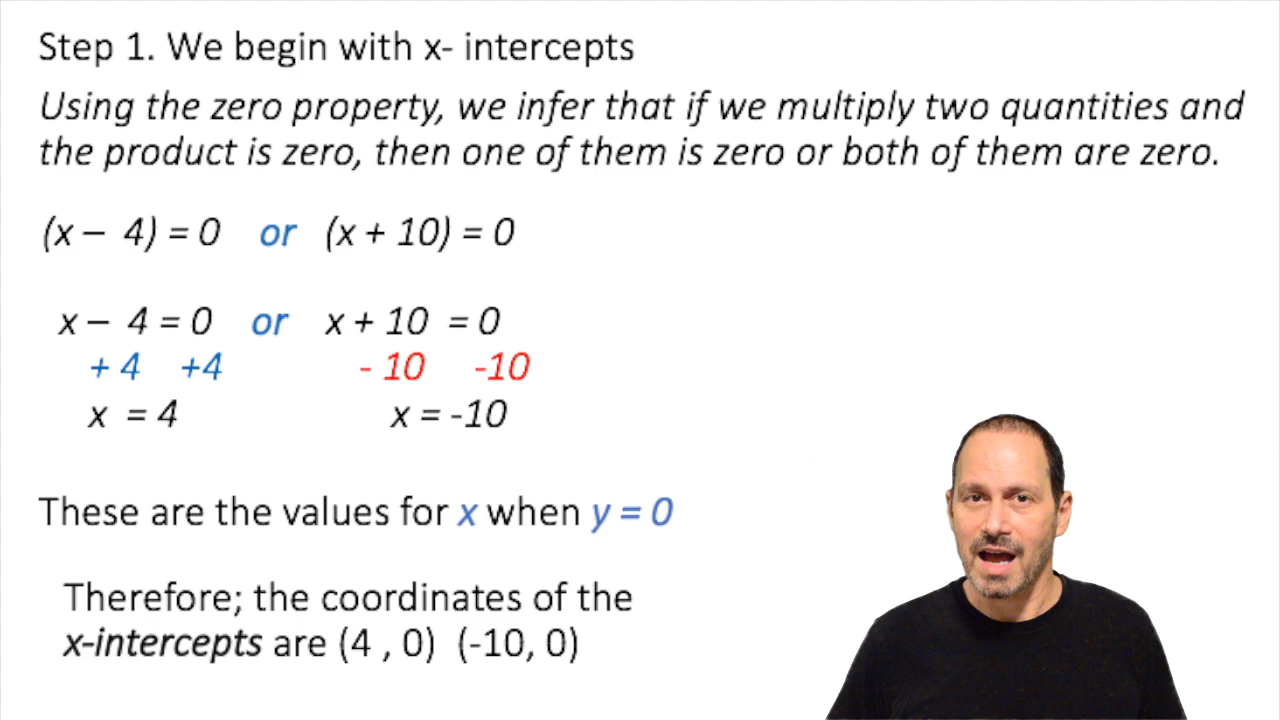 Step 1. We begin with x- intercepts
Using the zero property, we infer that if we multiply two quantities and
the product is zero, then one of them is zero or both of them are zero.
(x – 4) = 0 or (x + 10) = 0
x – 4 = 0 or x + 10 = 0
+ 4 +4 - 10 -10
x = 4 x = -10
These are the values for x when y = 0
Therefore; the coordinates of the
x-intercepts are (4 , 0) (-10, 0)